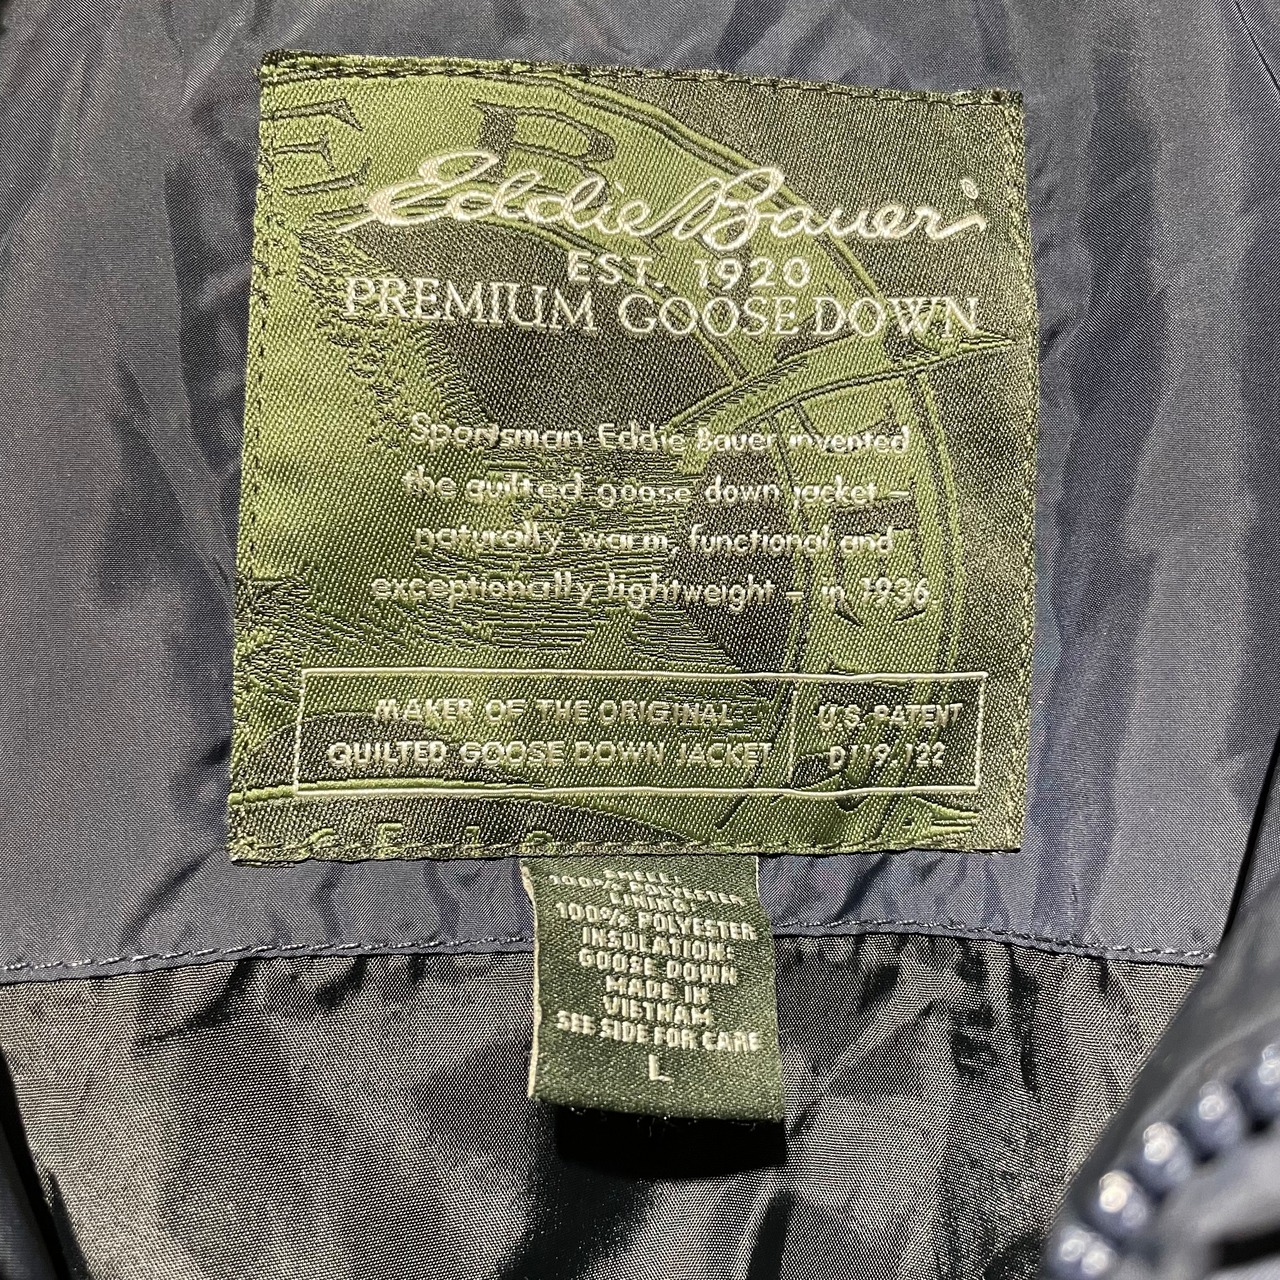 Eddie Bauer®
EST. 1920
PREMIUM GOOSE DOWN
Sportsman Eddie Bauer invented
the quilted goose down jacket –
naturally warm, functional and
exceptionally lightweight – in 1936
MAKER OF THE ORIGINAL
QUILTED GOOSE DOWN JACKET
U.S. PATENT
D119,122
SHELL:
100% POLYESTER
LINING:
100% POLYESTER
INSULATION:
GOOSE DOWN
MADE IN
VIETNAM
SEE SIDE FOR CARE
L